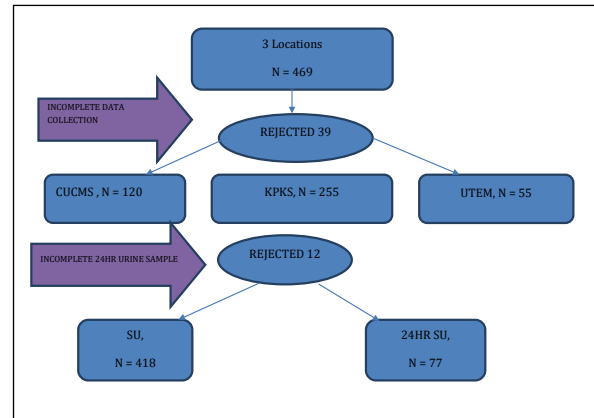 3 Locations
N = 469
INCOMPLETE DATA
COLLECTION
REJECTED 39
CUCMS , N = 120
KPKS, N = 255
UTEM, N = 55
INCOMPLETE 24HR URINE SAMPLE
REJECTED 12
SU,
N = 418
24HR SU,
N = 77